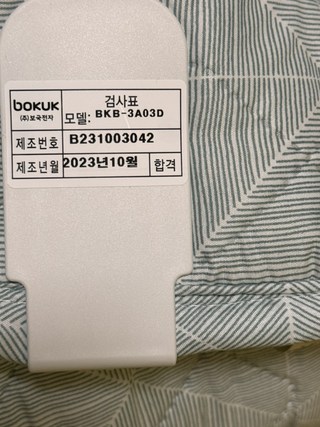 bokuk
(주)보국전자
검사표
모델: BKB-3A03D
제조번호 B231003042
제조년월 2023년10월 합격